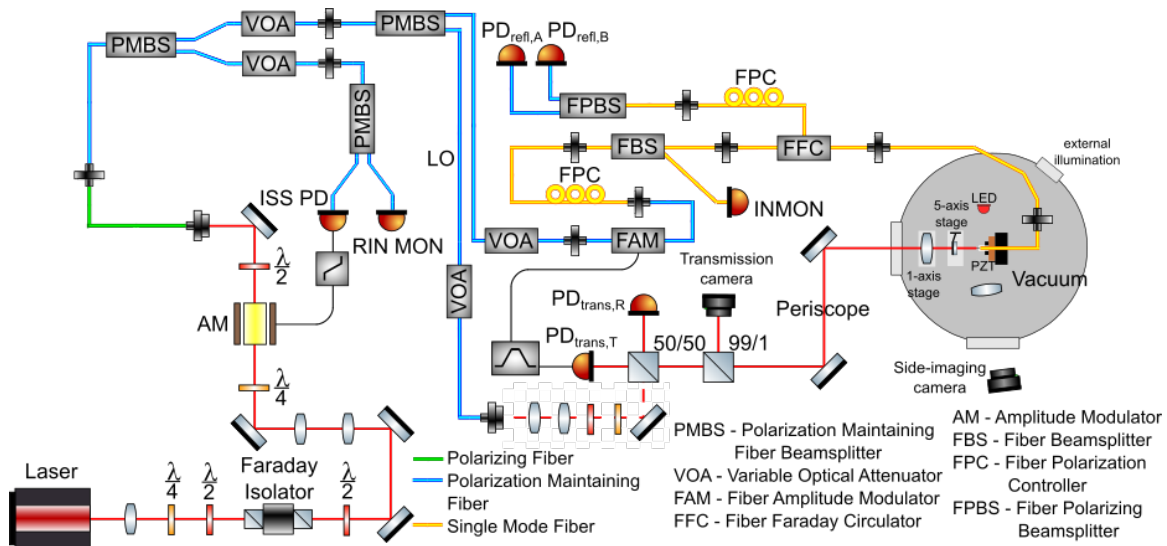 PMBS
VOA
VOA
PMBS
PMBS
PD refl,A
PD refl,B
FPBS
FPC
FBS
FFC
FPC
LO
ISS PD
RIN MON
INMON
VOA
FAM
VOA
external
illumination
5-axis
stage
LED
1-axis
stage
PZT
Vacuum
λ
2
AM
λ
4
Transmission
camera
Periscope
PD trans,R
PD trans,T
50/50
99/1
Side-imaging
camera
Laser
λ
4
λ
2
Faraday
Isolator
λ
2
Polarizing Fiber
Polarization Maintaining
Fiber
Single Mode Fiber
PMBS - Polarization Maintaining
Fiber Beamsplitter
VOA - Variable Optical Attenuator
FAM - Fiber Amplitude Modulator
FFC - Fiber Faraday Circulator
AM - Amplitude Modulator
FBS - Fiber Beamsplitter
FPC - Fiber Polarization
Controller
FPBS - Fiber Polarizing
Beamsplitter